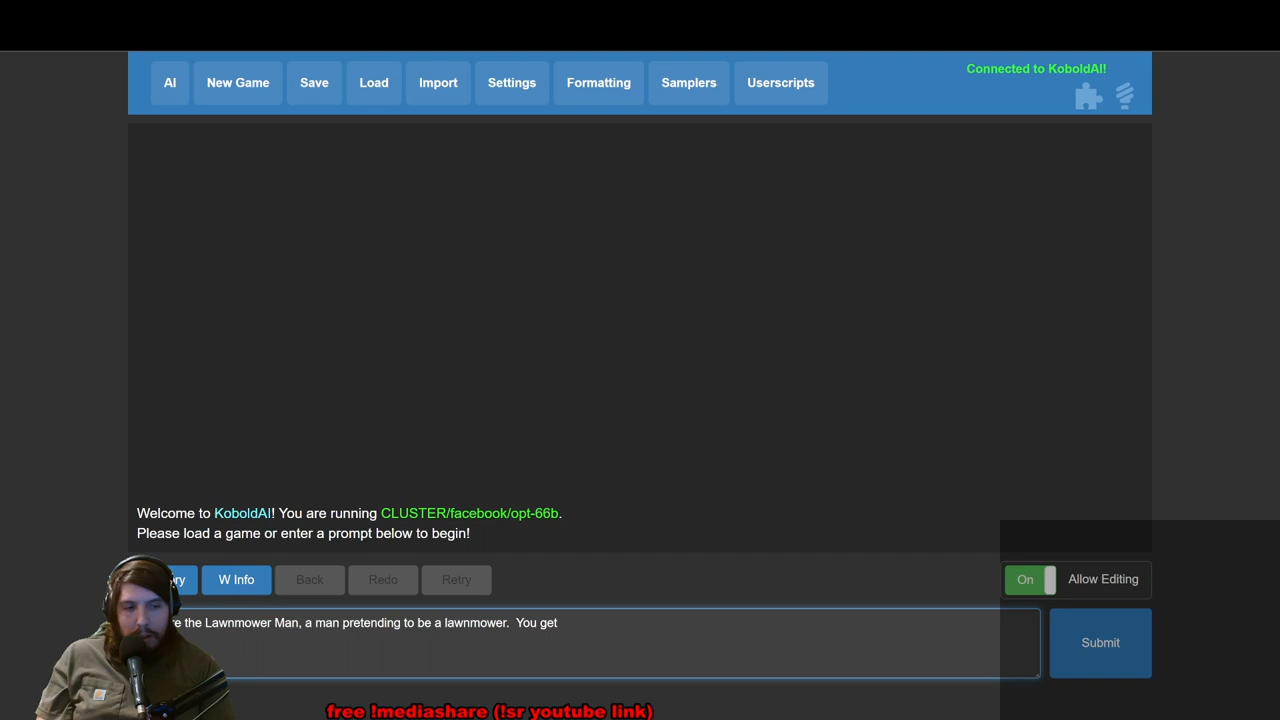 AI New Game Save Load Import Settings Formatting Samplers Userscripts Connected to KoboldAI!
Welcome to KoboldAI! You are running CLUSTER/facebook/opt-66b.
Please load a game or enter a prompt below to begin!
ry W Info Back Redo Retry On Allow Editing
re the Lawnmower Man, a man pretending to be a lawnmower. You get
Submit
free !mediashare (!sr youtube link)